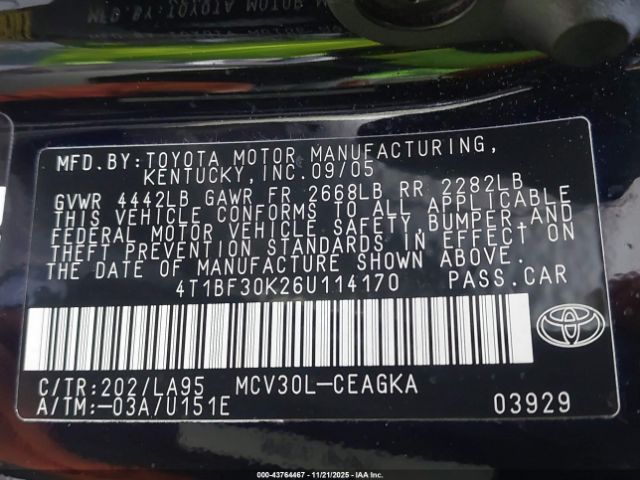 MFD.BY:TOYOTA MOTOR MANUFACTURING,
KENTUCKY,INC.09/05
GVWR 4442LB GAWR FR 2668LB RR 2282LB
THIS VEHICLE CONFORMS TO ALL APPLICABLE
FEDERAL MOTOR VEHICLE SAFETY,BUMPER AND
THEFT PREVENTION STANDARDS IN EFFECT ON
THE DATE OF MANUFACTURE SHOWN ABOVE.
4T1BF30K26U114170 PASS.CAR
C/TR:202/LA95 MCV30L-CEAGKA
A/TM:-03A/U151E 03929
000-43764467 - 11/21/2025 - IAA Inc.